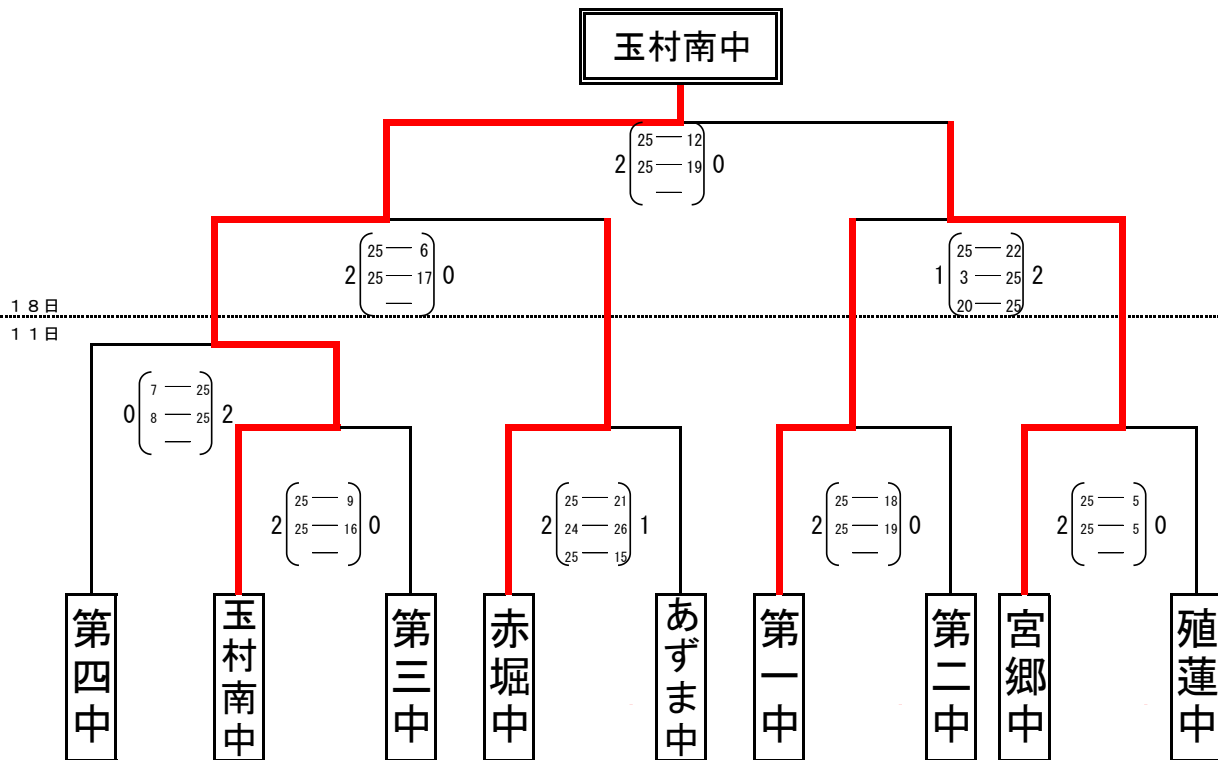 玉村南中
25 — 12
2 25 — 19 0
—
25 — 6
2 25 — 17 0
—
25 — 22
1 3 — 25 2
20 — 25
18日
11日
7 — 25
0 8 — 25 2
—
25 — 9
2 25 — 16 0
—
25 — 21
2 24 — 26 1
25 — 15
25 — 18
2 25 — 19 0
—
25 — 5
2 25 — 5 0
—
第四中
玉村南中
第三中
赤堀中
あずま中
第一中
第二中
宮郷中
殖蓮中